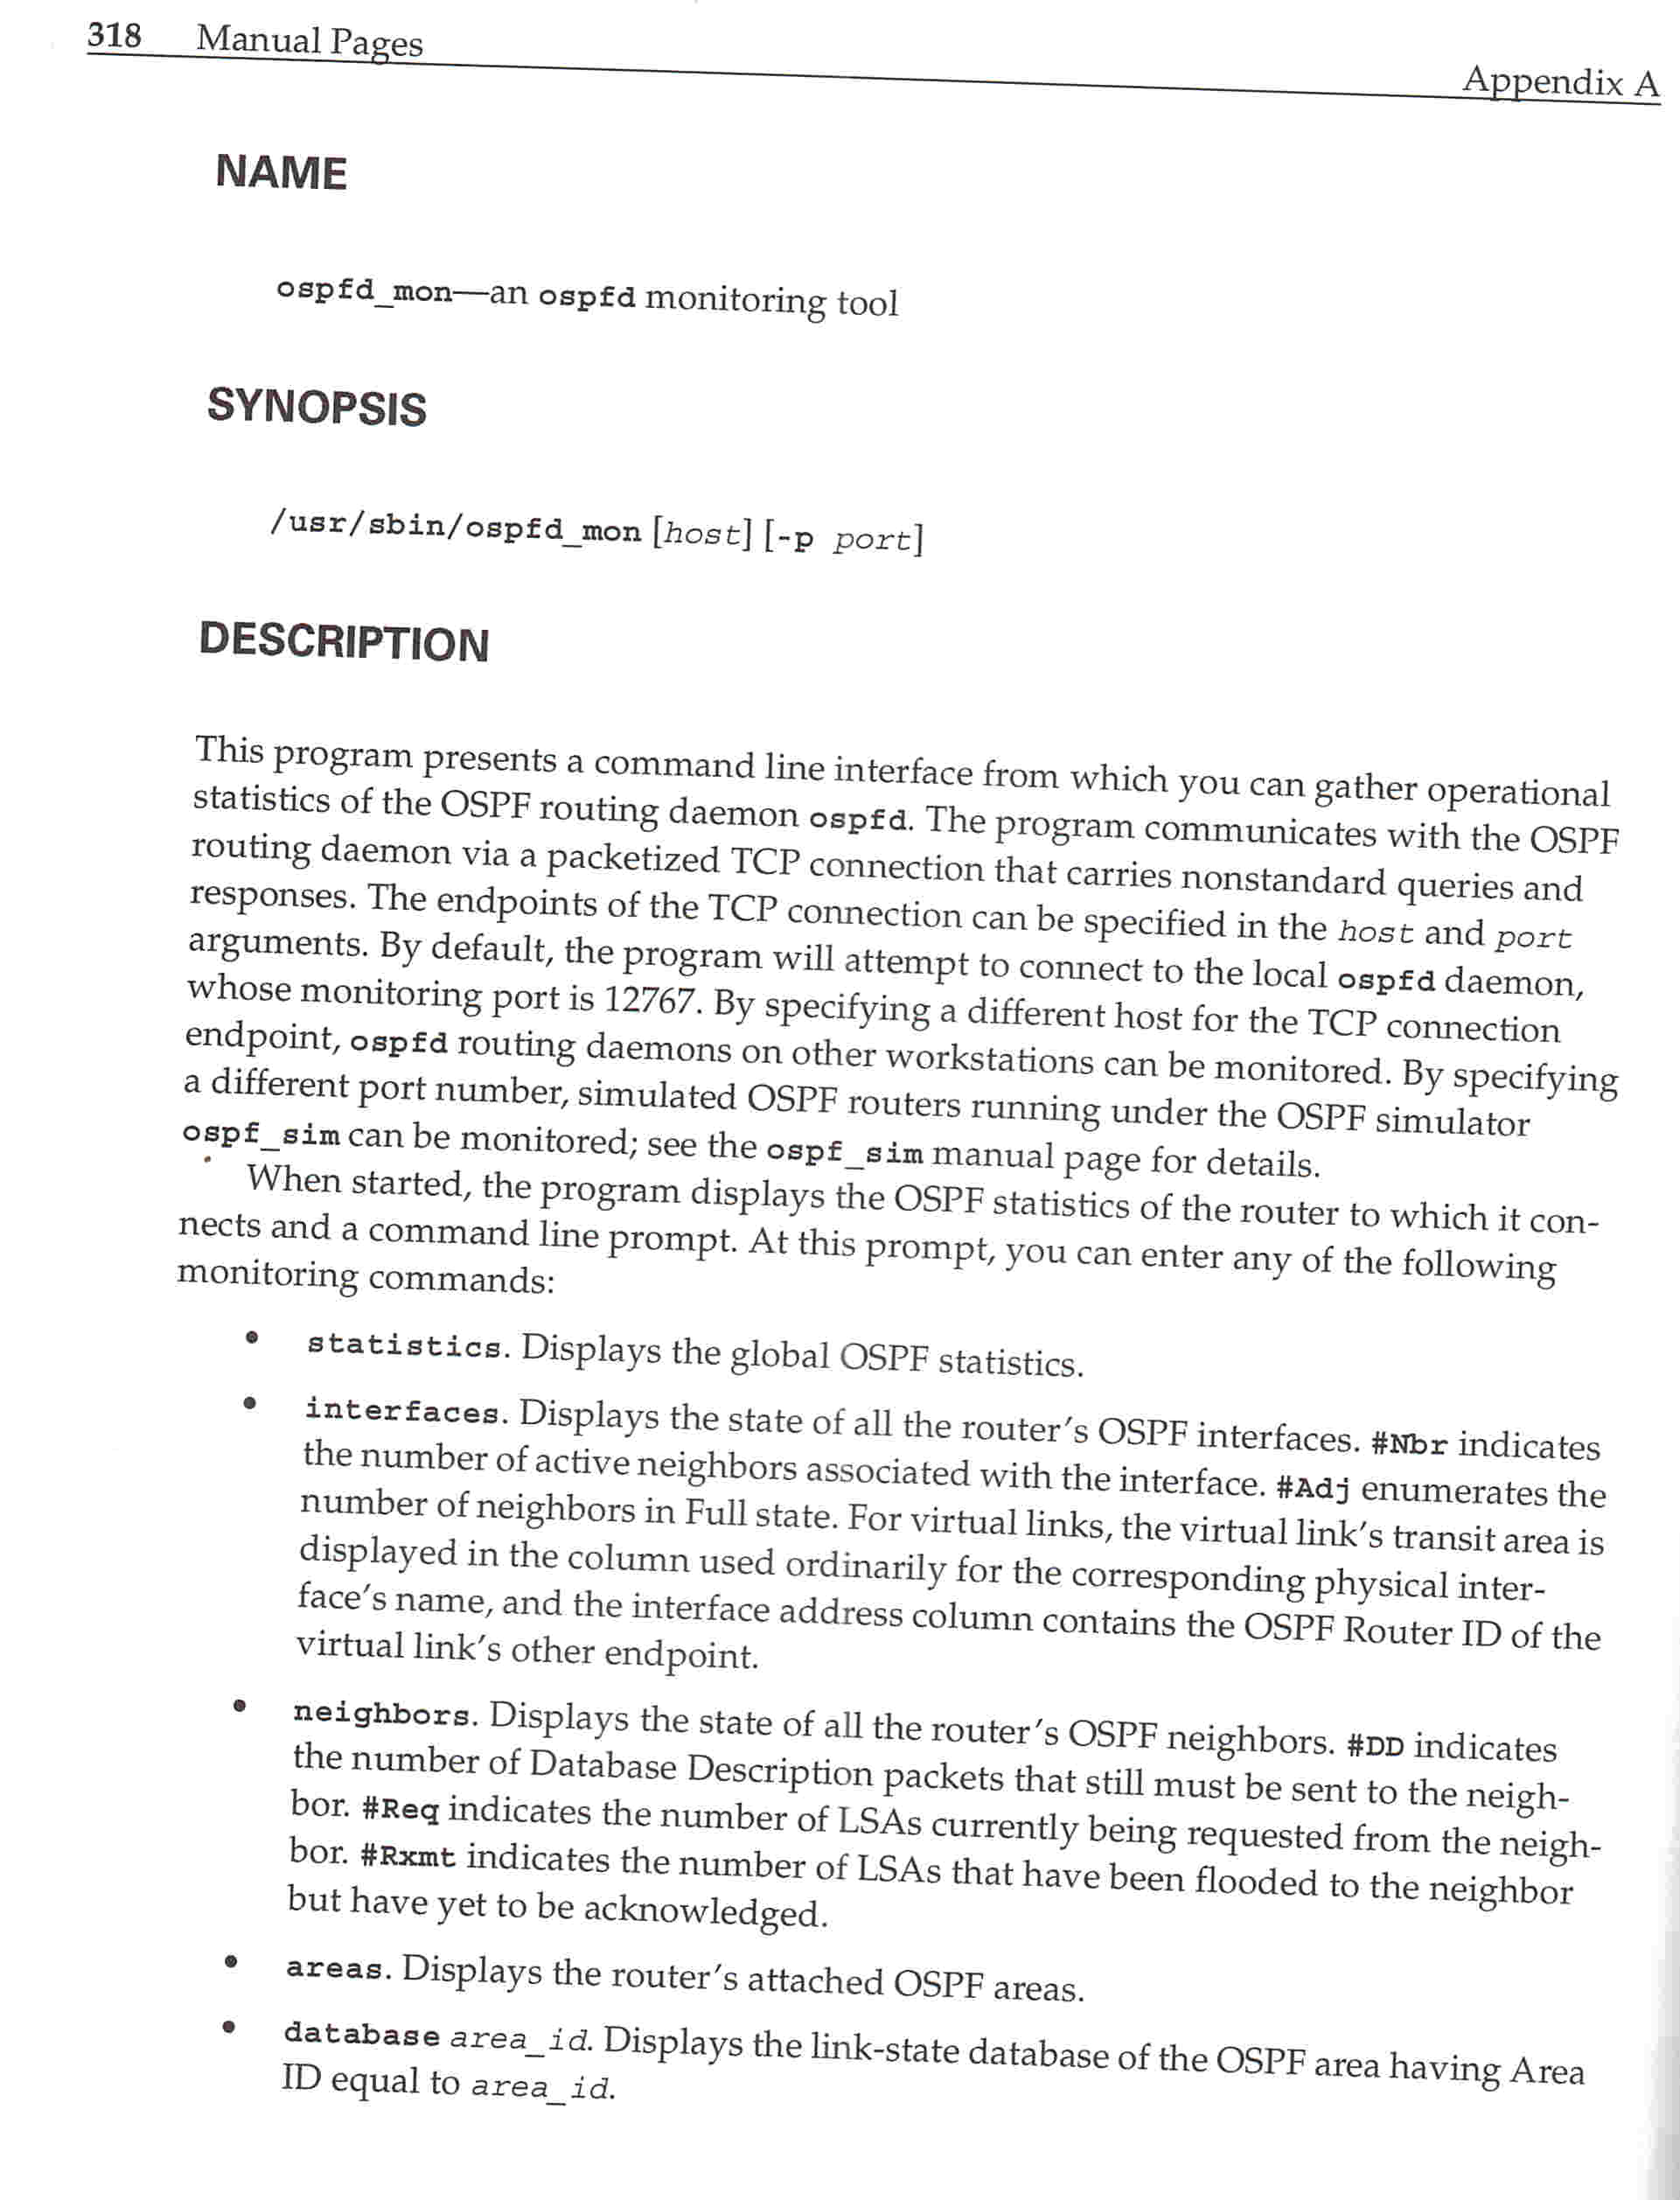 318 Manual Pages Appendix A
NAME
ospfd_mon—an ospfd monitoring tool
SYNOPSIS
/usr/sbin/ospfd_mon [host] [-p port]
DESCRIPTION
This program presents a command line interface from which you can gather operational
statistics of the OSPF routing daemon ospfd. The program communicates with the OSPF
routing daemon via a packetized TCP connection that carries nonstandard queries and
responses. The endpoints of the TCP connection can be specified in the host and port
arguments. By default, the program will attempt to connect to the local ospfd daemon,
whose monitoring port is 12767. By specifying a different host for the TCP connection
endpoint, ospfd routing daemons on other workstations can be monitored. By specifying
a different port number, simulated OSPF routers running under the OSPF simulator
ospf_sim can be monitored; see the ospf_sim manual page for details.
When started, the program displays the OSPF statistics of the router to which it con-
nects and a command line prompt. At this prompt, you can enter any of the following
monitoring commands:
• statistics. Displays the global OSPF statistics.
• interfaces. Displays the state of all the router's OSPF interfaces. #Nbr indicates
the number of active neighbors associated with the interface. #Adj enumerates the
number of neighbors in Full state. For virtual links, the virtual link's transit area is
displayed in the column used ordinarily for the corresponding physical inter-
face's name, and the interface address column contains the OSPF Router ID of the
virtual link's other endpoint.
• neighbors. Displays the state of all the router's OSPF neighbors. #DD indicates
the number of Database Description packets that still must be sent to the neigh-
bor. #Req indicates the number of LSAs currently being requested from the neigh-
bor. #Rxmt indicates the number of LSAs that have been flooded to the neighbor
but have yet to be acknowledged.
• areas. Displays the router's attached OSPF areas.
• database area_id. Displays the link-state database of the OSPF area having Area
ID equal to area_id.